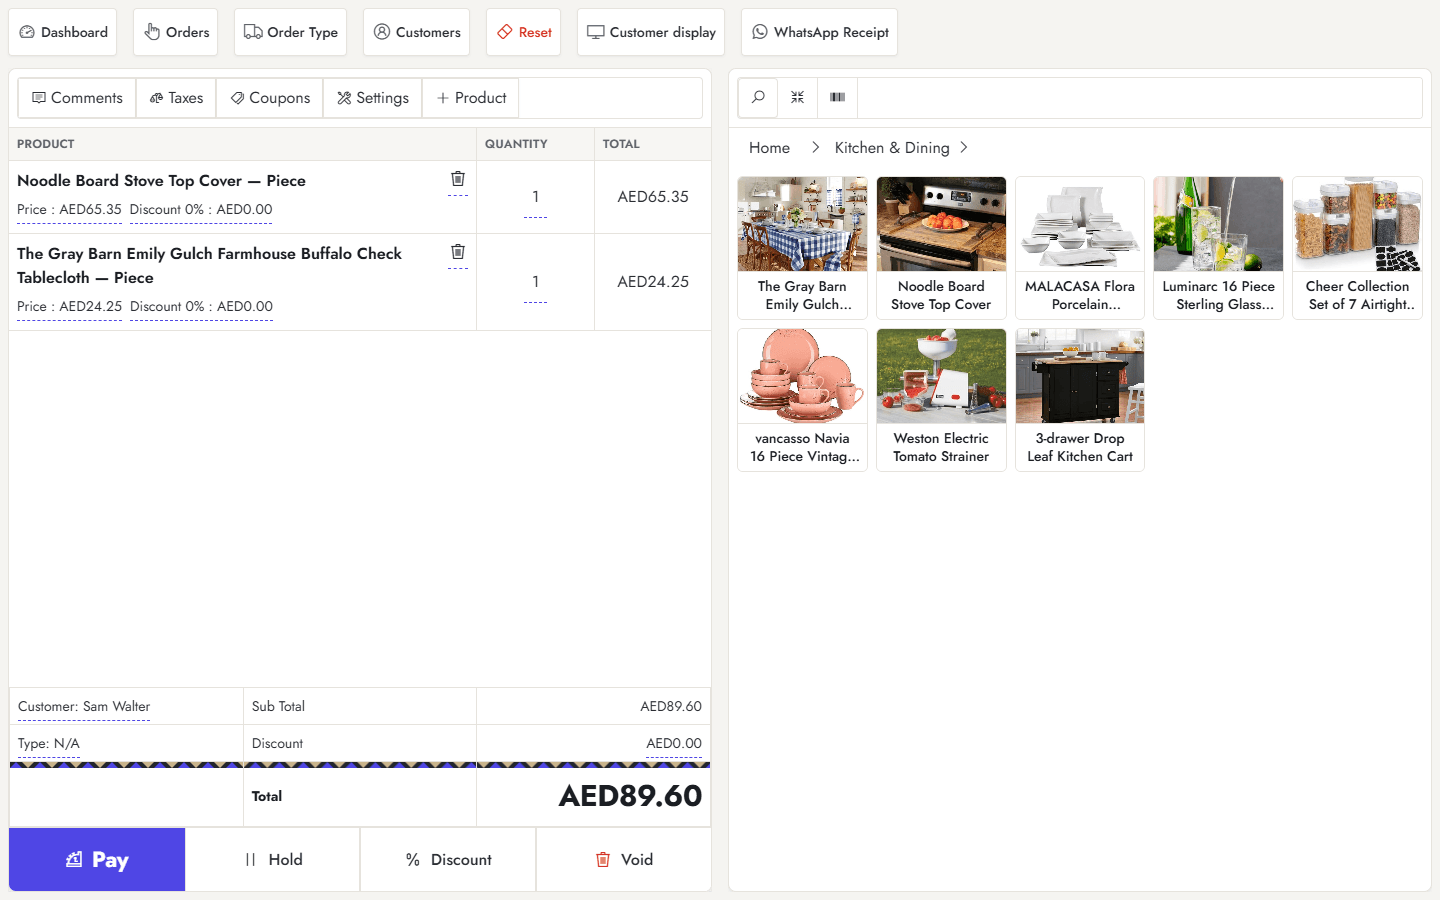 Dashboard
Orders
Order Type
Customers
Reset
Customer display
WhatsApp Receipt
Comments
Taxes
Coupons
Settings
Product
PRODUCT
QUANTITY
TOTAL
Noodle Board Stove Top Cover — Piece
Price : AED65.35 Discount 0% : AED0.00
1
AED65.35
The Gray Barn Emily Gulch Farmhouse Buffalo Check
Tablecloth — Piece
Price : AED24.25 Discount 0% : AED0.00
1
AED24.25
Customer: Sam Walter
Sub Total
AED89.60
Type: N/A
Discount
AED0.00
Total
AED89.60
Pay
Hold
Discount
Void
Home
Kitchen & Dining
The Gray Barn
Emily Gulch...
Noodle Board
Stove Top Cover
MALACASA Flora
Porcelain...
Luminarc 16 Piece
Sterling Glass...
Cheer Collection
Set of 7 Airtight..
vancasso Navia
16 Piece Vintag...
Weston Electric
Tomato Strainer
3-drawer Drop
Leaf Kitchen Cart